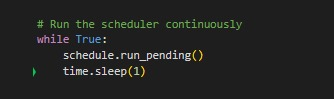 # Run the scheduler continuously
while True:
    schedule.run_pending()
    time.sleep(1)